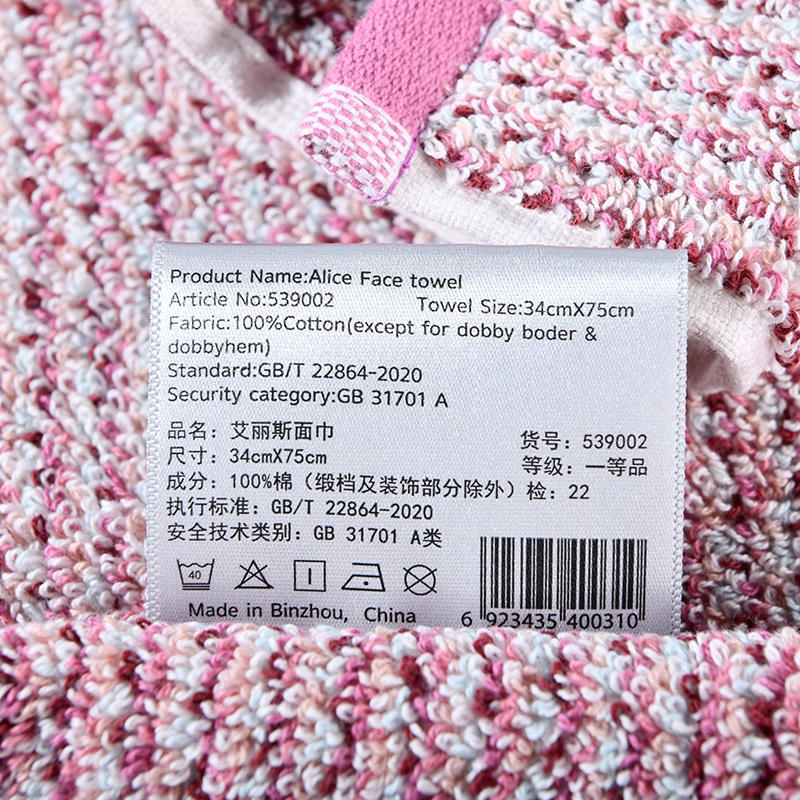 Product Name:Alice Face towel
Article No:539002 Towel Size:34cmX75cm
Fabric:100%Cotton(except for dobby boder &
dobbyhem)
Standard:GB/T 22864-2020
Security category:GB 31701 A
品名：艾丽斯面巾 货号：539002
尺寸：34cmX75cm 等级：一等品
成分：100%棉（缎档及装饰部分除外）检：22
执行标准：GB/T 22864-2020
安全技术类别：GB 31701 A类
40
Made in Binzhou, China
6 923435 400310